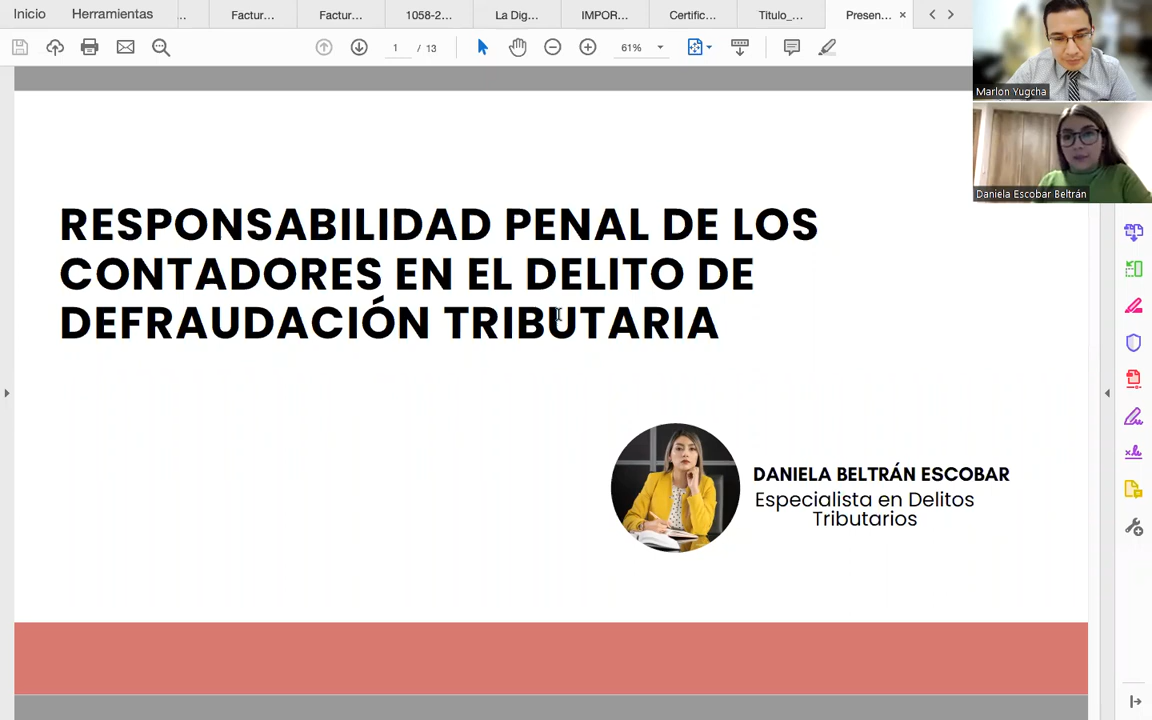 Inicio Herramientas ... Factur... Factur... 1058-2... La Dig... IMPOR... Certific... Titulo_... Presen... ×
1 / 13 61%
Marlon Yugcha
Daniela Escobar Beltrán
RESPONSABILIDAD PENAL DE LOS
CONTADORES EN EL DELITO DE
DEFRAUDACIÓN TRIBUTARIA
DANIELA BELTRÁN ESCOBAR
Especialista en Delitos
Tributarios